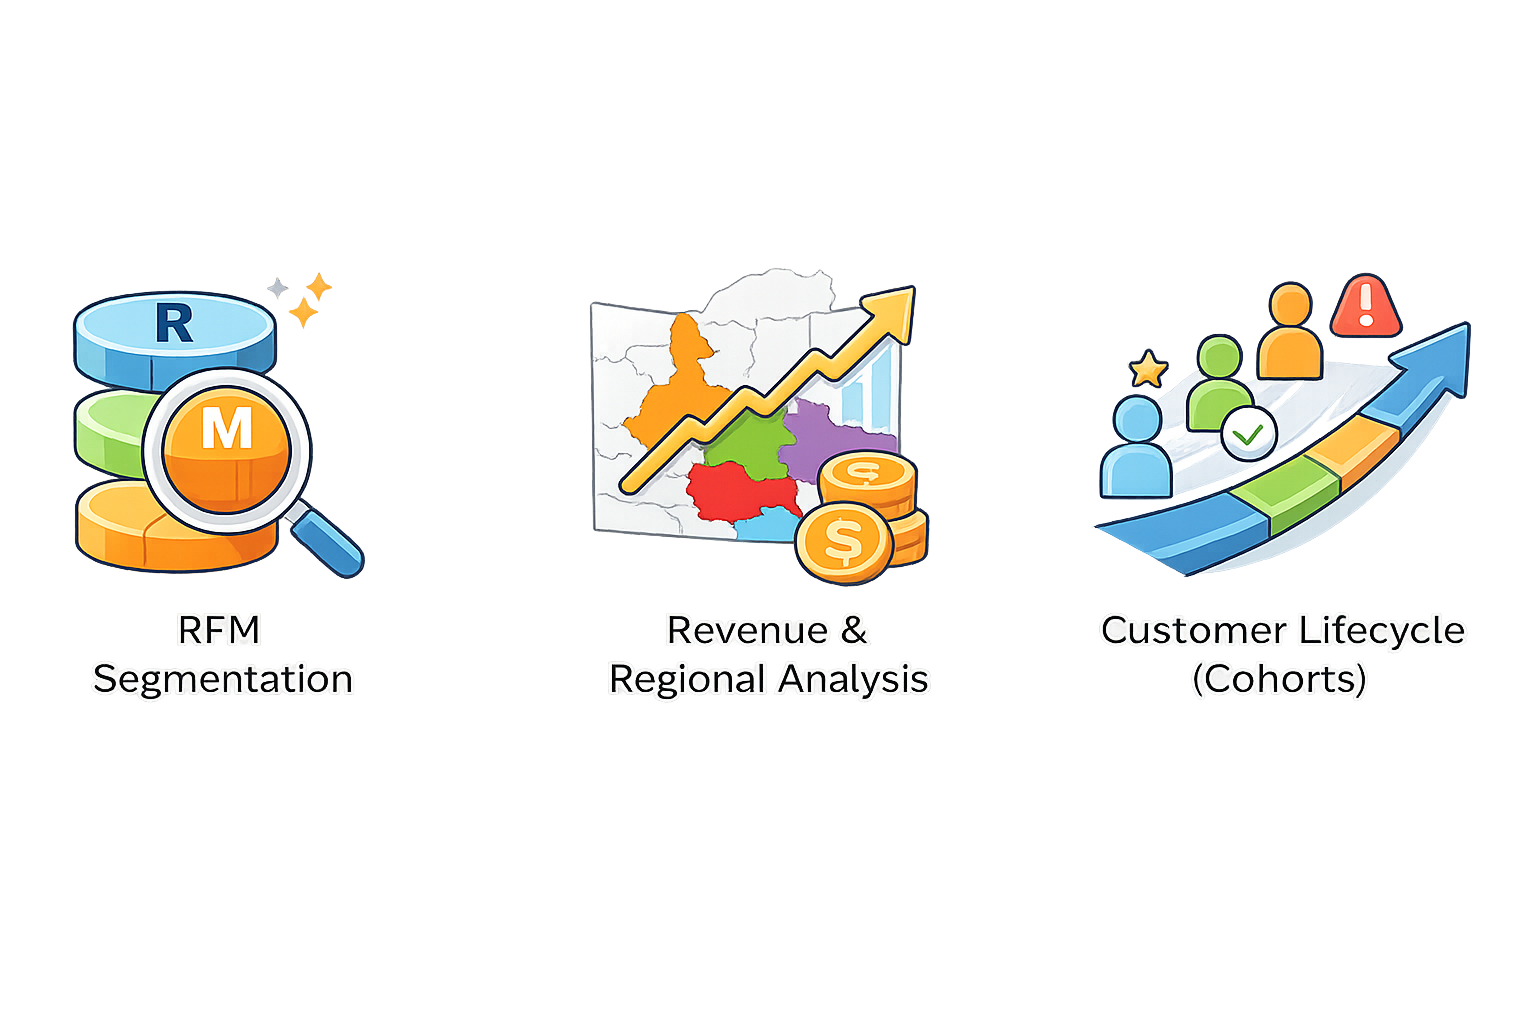 R
M
$
RFM
Segmentation
Revenue &
Regional Analysis
Customer Lifecycle
(Cohorts)